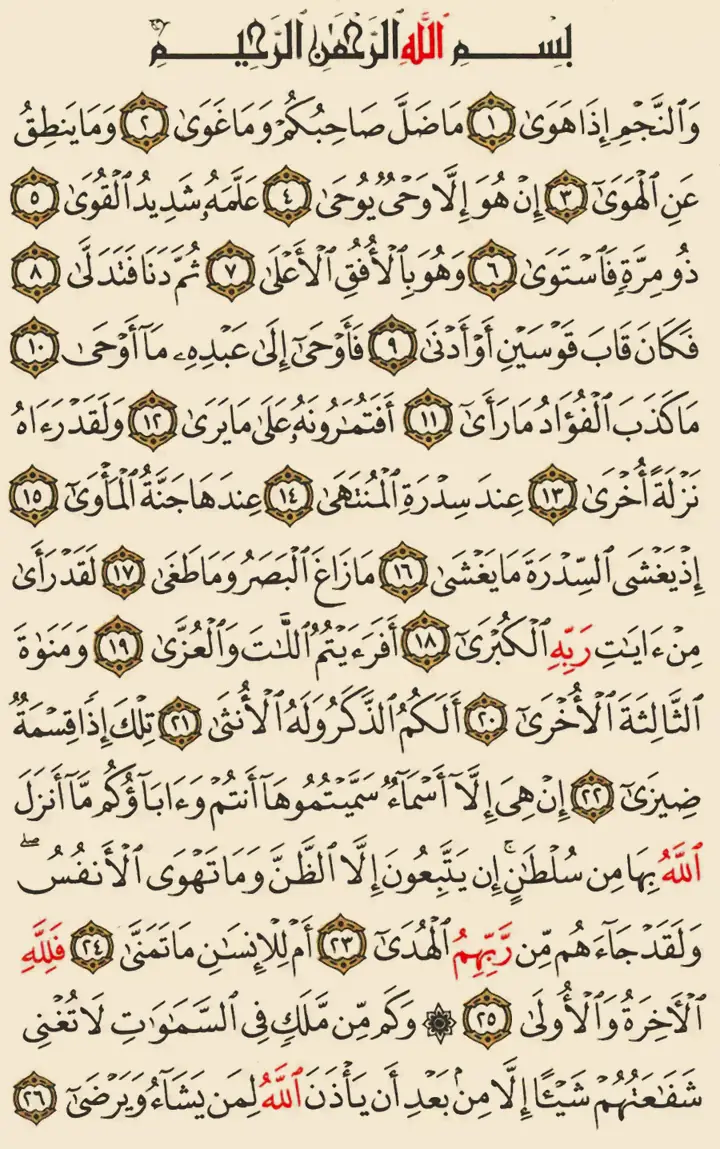 بِسْمِ ٱللَّهِ ٱلرَّحْمَٰنِ ٱلرَّحِيمِ
وَٱلنَّجْمِ إِذَا هَوَىٰ ١ مَا ضَلَّ صَاحِبُكُمْ وَمَا غَوَىٰ ٢ وَمَا يَنطِقُ
عَنِ ٱلْهَوَىٰٓ ٣ إِنْ هُوَ إِلَّا وَحْىٌ يُوحَىٰ ٤ عَلَّمَهُۥ شَدِيدُ ٱلْقُوَىٰ ٥
ذُو مِرَّةٍ فَٱسْتَوَىٰ ٦ وَهُوَ بِٱلْأُفُقِ ٱلْأَعْلَىٰ ٧ ثُمَّ دَنَا فَتَدَلَّىٰ ٨
فَكَانَ قَابَ قَوْسَيْنِ أَوْ أَدْنَىٰ ٩ فَأَوْحَىٰٓ إِلَىٰ عَبْدِهِۦ مَآ أَوْحَىٰ ١٠
مَا كَذَبَ ٱلْفُؤَادُ مَا رَأَىٰٓ ١١ أَفَتُمَٰرُونَهُۥ عَلَىٰ مَا يَرَىٰ ١٢ وَلَقَدْ رَءَاهُ
نَزْلَةً أُخْرَىٰ ١٣ عِندَ سِدْرَةِ ٱلْمُنتَهَىٰ ١٤ عِندَهَا جَنَّةُ ٱلْمَأْوَىٰٓ ١٥
إِذْ يَغْشَى ٱلسِّدْرَةَ مَا يَغْشَىٰ ١٦ مَا زَاغَ ٱلْبَصَرُ وَمَا طَغَىٰ ١٧ لَقَدْ رَأَىٰ
مِنْ ءَايَٰتِ رَبِّهِ ٱلْكُبْرَىٰٓ ١٨ أَفَرَءَيْتُمُ ٱللَّٰتَ وَٱلْعُزَّىٰ ١٩ وَمَنَوٰةَ
ٱلثَّالِثَةَ ٱلْأُخْرَىٰٓ ٢٠ أَلَكُمُ ٱلذَّكَرُ وَلَهُ ٱلْأُنثَىٰ ٢١ تِلْكَ إِذًا قِسْمَةٌ
ضِيزَىٰٓ ٢٢ إِنْ هِىَ إِلَّآ أَسْمَآءٌ سَمَّيْتُمُوهَآ أَنتُمْ وَءَابَآؤُكُم مَّآ أَنزَلَ
ٱللَّهُ بِهَا مِن سُلْطَٰنٍ ۚ إِن يَتَّبِعُونَ إِلَّا ٱلظَّنَّ وَمَا تَهْوَى ٱلْأَنفُسُ ۖ
وَلَقَدْ جَآءَهُم مِّن رَّبِّهِمُ ٱلْهُدَىٰٓ ٢٣ أَمْ لِلْإِنسَٰنِ مَا تَمَنَّىٰ ٢٤ فَلِلَّهِ
ٱلْأَخِرَةُ وَٱلْأُولَىٰ ٢٥ ۞ وَكَم مِّن مَّلَكٍ فِى ٱلسَّمَٰوَٰتِ لَا تُغْنِى
شَفَٰعَتُهُمْ شَيْـًٔا إِلَّا مِنۢ بَعْدِ أَن يَأْذَنَ ٱللَّهُ لِمَن يَشَآءُ وَيَرْضَىٰٓ ٢٦